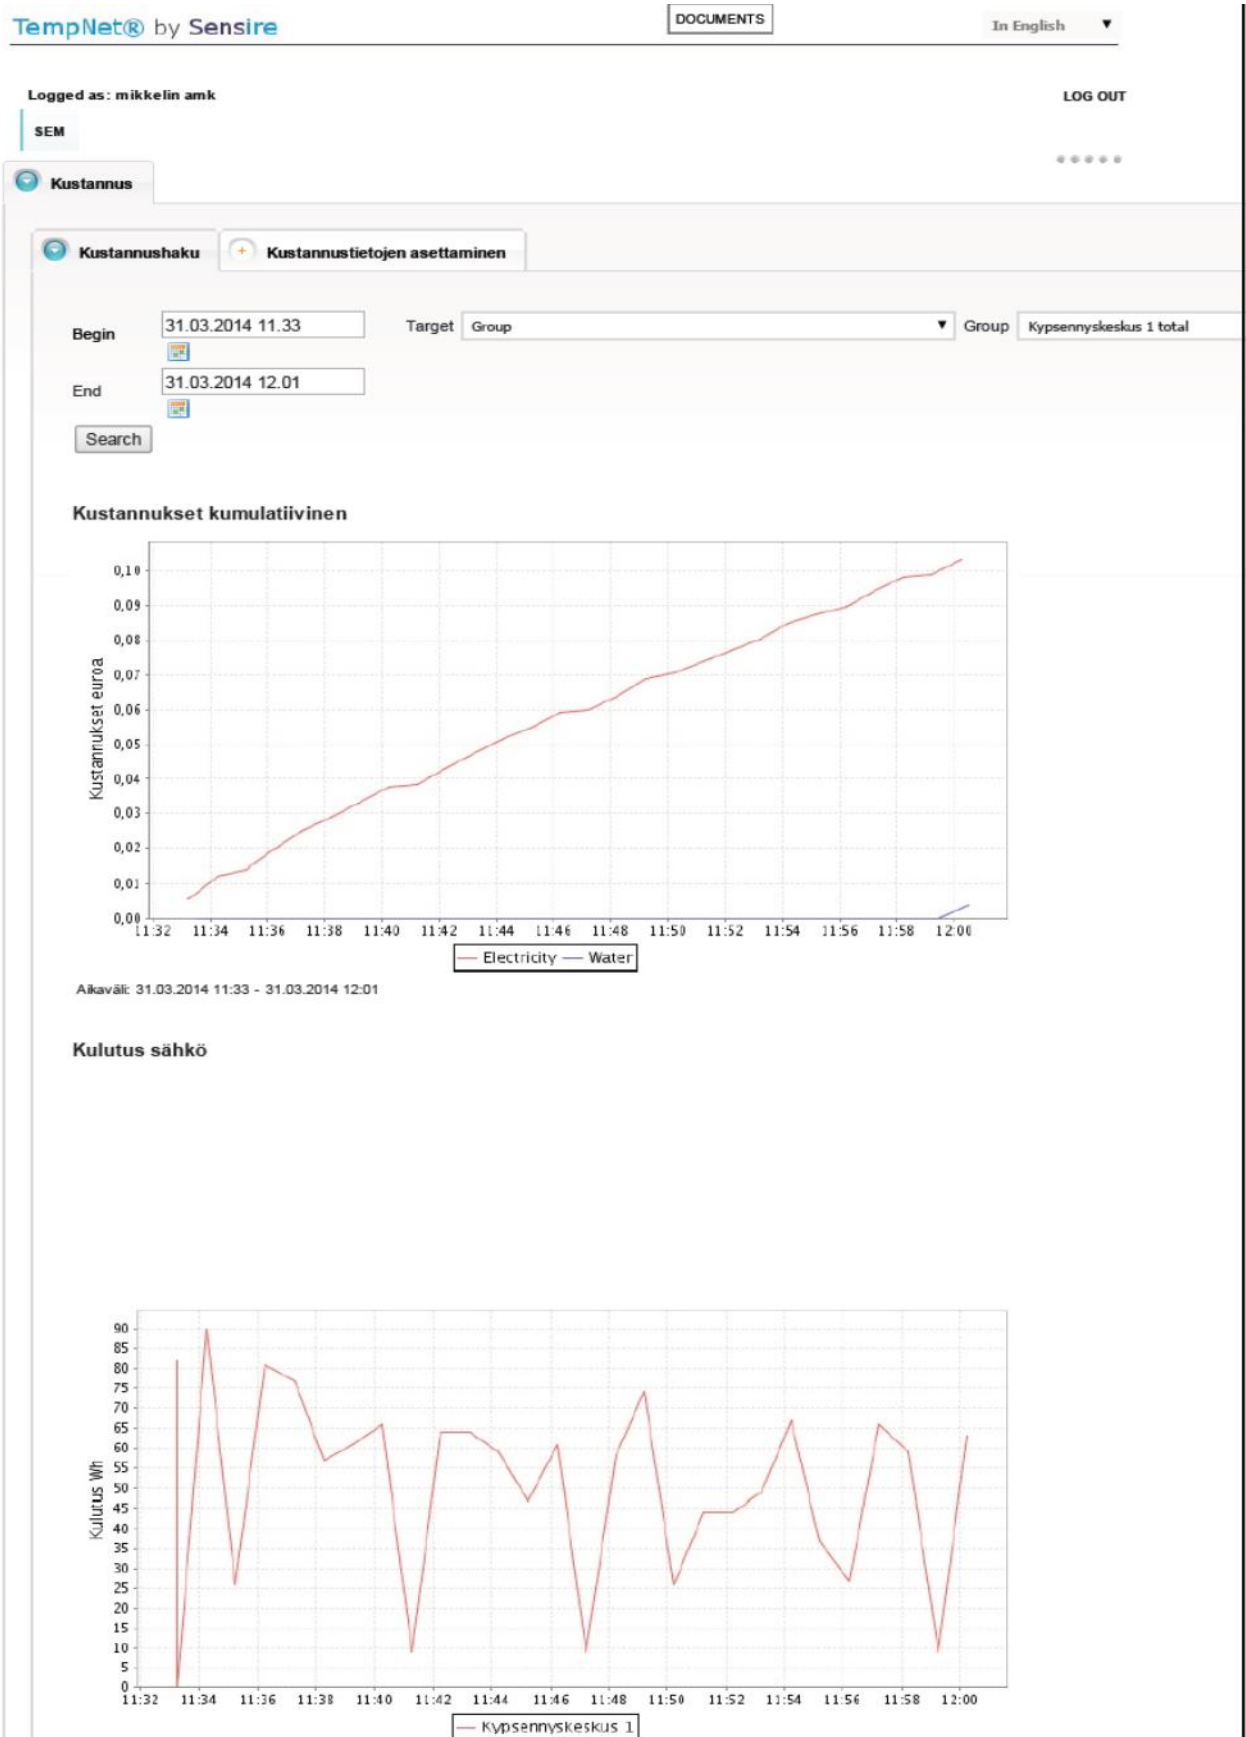 TempNet® by Sensire
DOCUMENTS
In English
Logged as: mikkelin amk
LOG OUT
SEM
Kustannus
Kustannushaku
Kustannustietojen asettaminen
Begin
31.03.2014 11.33
Target
Group
Group
Kypsennyskeskus 1 total
End
31.03.2014 12.01
Search
Kustannukset kumulatiivinen
Kustannukset euroa
0,10
0,09
0,08
0,07
0,06
0,05
0,04
0,03
0,02
0,01
0,00
11:32 11:34 11:36 11:38 11:40 11:42 11:44 11:46 11:48 11:50 11:52 11:54 11:56 11:58 12:00
Electricity Water
Aikaväli: 31.03.2014 11:33 - 31.03.2014 12:01
Kulutus sähkö
Kulutus Wh
90
85
80
75
70
65
60
55
50
45
40
35
30
25
20
15
10
5
0
11:32 11:34 11:36 11:38 11:40 11:42 11:44 11:46 11:48 11:50 11:52 11:54 11:56 11:58 12:00
Kypsennyskeskus 1